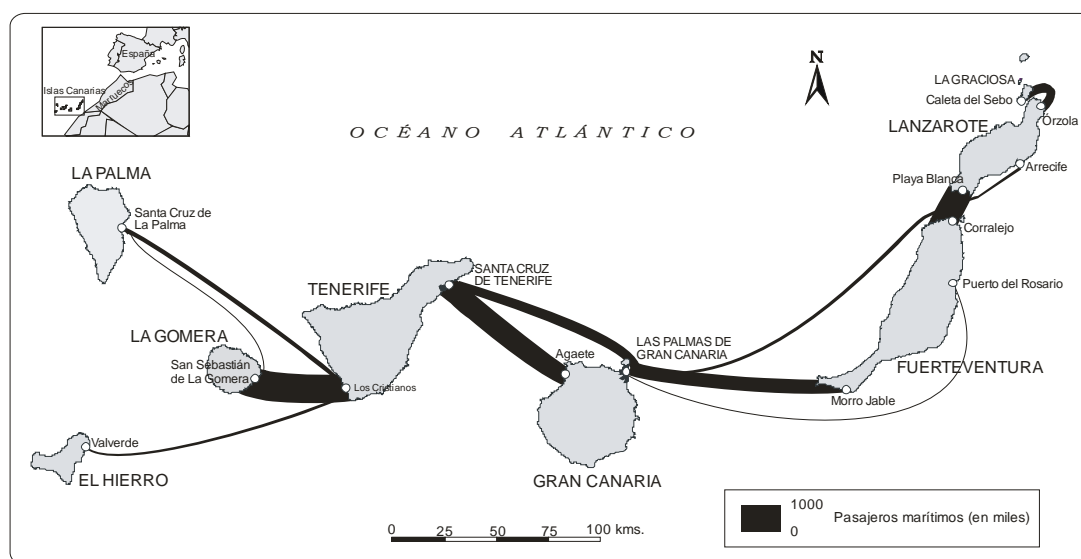 España
Islas Canarias
Marruecos
N
OCÉANO ATLÁNTICO
LA GRACIOSA
Caleta del Sebo
Órzola
LANZAROTE
Arrecife
Playa Blanca
Corralejo
Puerto del Rosario
FUERTEVENTURA
Morro Jable
LA PALMA
Santa Cruz de
La Palma
TENERIFE
SANTA CRUZ
DE TENERIFE
LA GOMERA
San Sebastián
de La Gomera
Los Cristianos
LAS PALMAS DE
GRAN CANARIA
Agaete
Valverde
EL HIERRO
GRAN CANARIA
1000
0
Pasajeros marítimos (en miles)
0 25 50 75 100 kms.